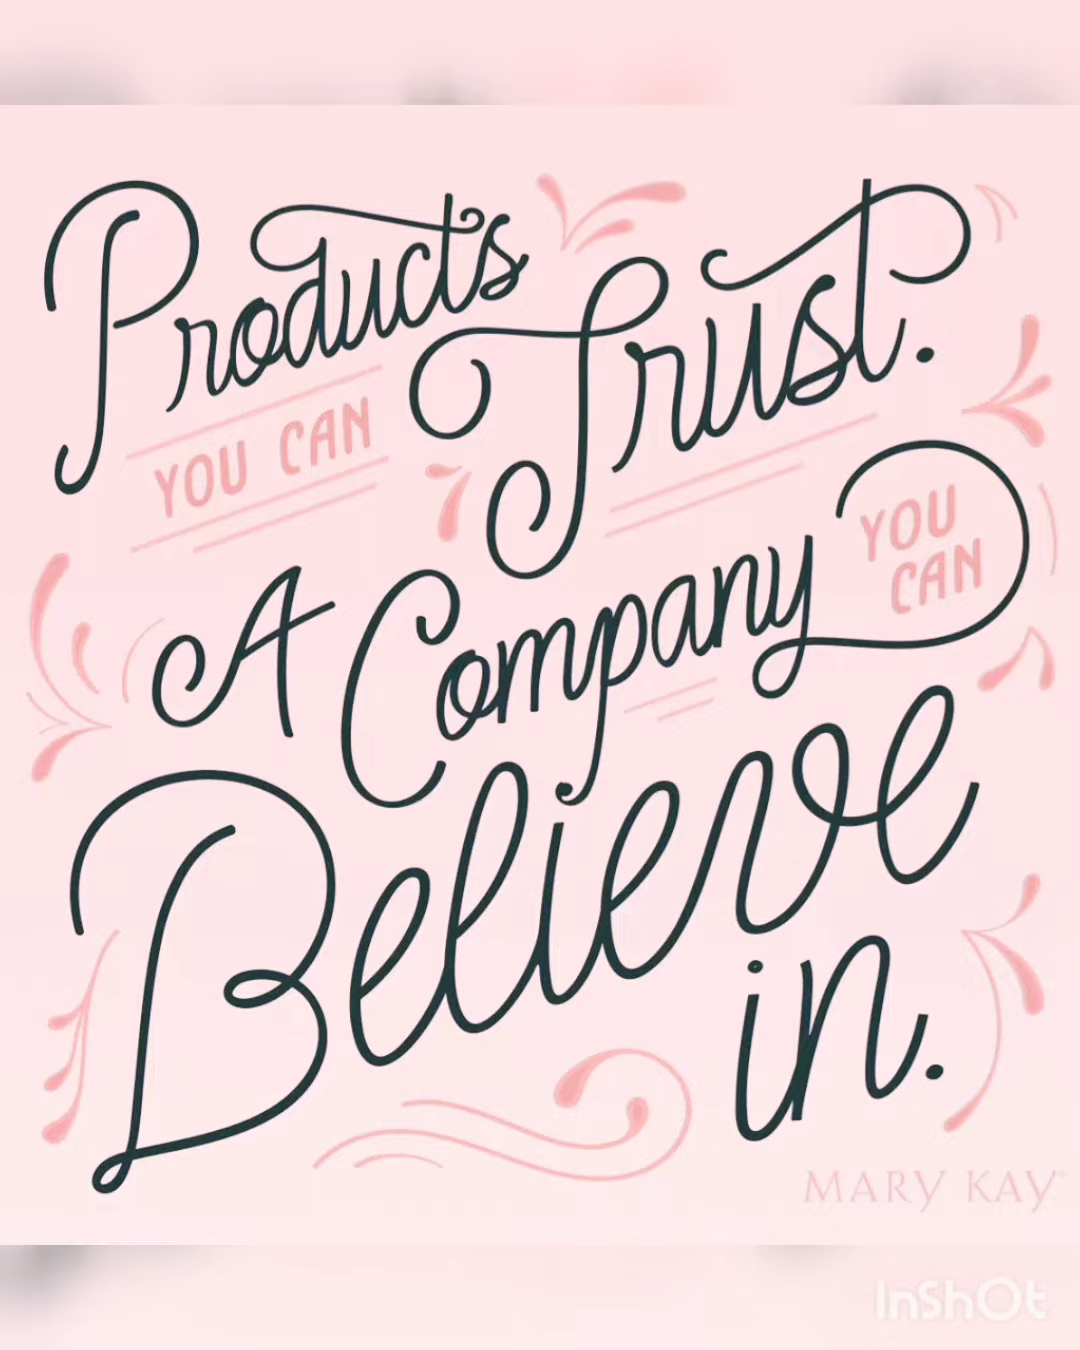 Products
YOU CAN
Trust.
A Company
YOU
CAN
Believe
in.
MARY KAY
InShOt